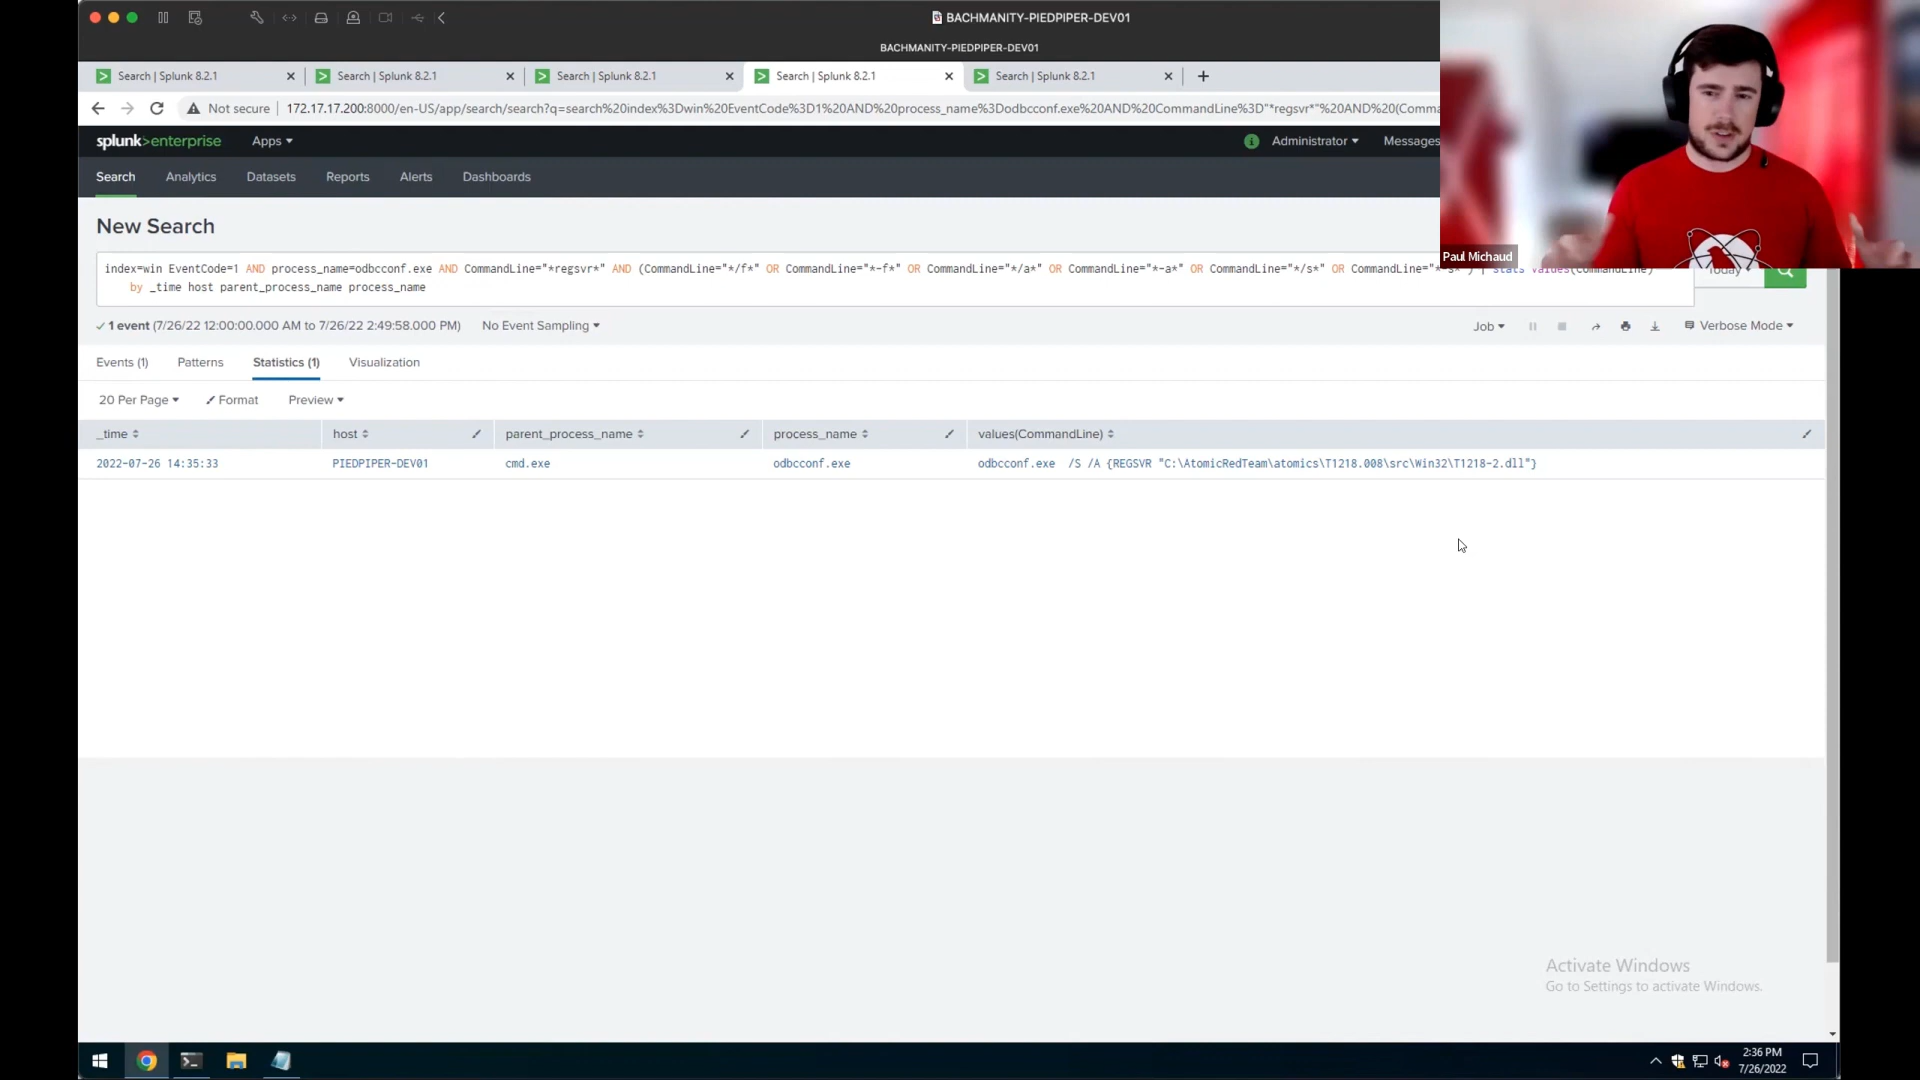 BACHMANITY-PIEDPIPER-DEV01
BACHMANITY-PIEDPIPER-DEV01
Search | Splunk 8.2.1
Search | Splunk 8.2.1
Search | Splunk 8.2.1
Search | Splunk 8.2.1
Search | Splunk 8.2.1
Not secure
172.17.17.200:8000/en-US/app/search/search?q=search%20index%3Dwin%20EventCode%3D1%20AND%20process_name%3Dodbcconf.exe%20AND%20CommandLine%3D"*regsvr*"%20AND%20(Comma
splunk>enterprise
Apps
Administrator
Messages
Search
Analytics
Datasets
Reports
Alerts
Dashboards
Paul Michaud
New Search
index=win EventCode=1 AND process_name=odbcconf.exe AND CommandLine="*regsvr*" AND (CommandLine="*/f*" OR CommandLine="*-f*" OR CommandLine="*/a*" OR CommandLine="*-a*" OR CommandLine="*/s*" OR CommandLine="*-s*") | stats values(CommandLine)
by _time host parent_process_name process_name
Today
1 event (7/26/22 12:00:00.000 AM to 7/26/22 2:49:58.000 PM)
No Event Sampling
Job
Verbose Mode
Events (1)
Patterns
Statistics (1)
Visualization
20 Per Page
Format
Preview
_time
host
parent_process_name
process_name
values(CommandLine)
2022-07-26 14:35:33
PIEDPIPER-DEV01
cmd.exe
odbcconf.exe
odbcconf.exe /S /A {REGSVR "C:\AtomicRedTeam\atomics\T1218.008\src\Win32\T1218-2.dll"}
Activate Windows
Go to Settings to activate Windows.
2:36 PM
7/26/2022